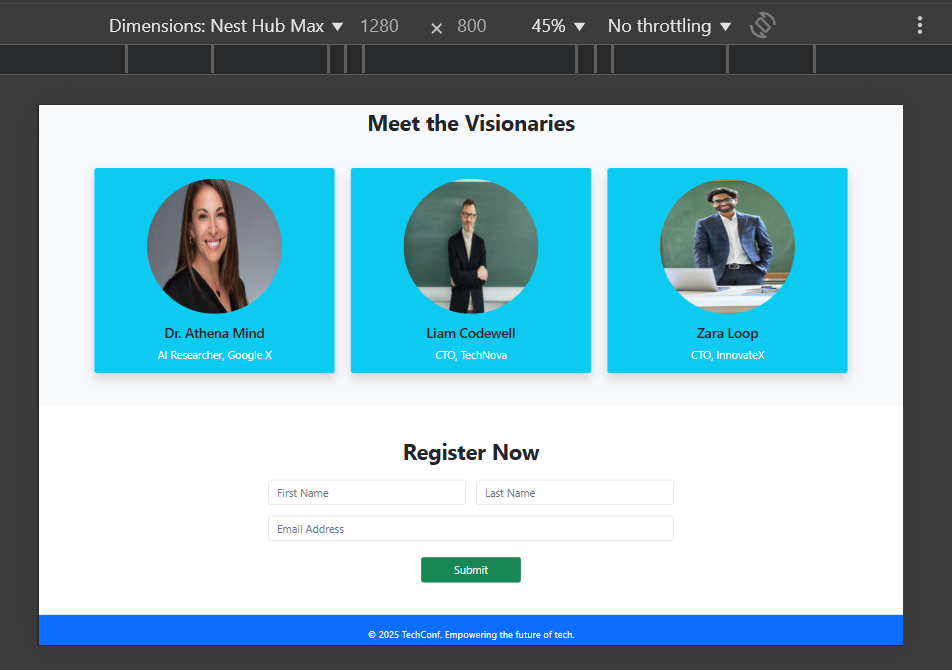 Dimensions: Nest Hub Max ▼ 1280 × 800 45% ▼ No throttling ▼
Meet the Visionaries
Dr. Athena Mind
AI Researcher, Google X
Liam Codewell
CTO, TechNova
Zara Loop
CTO, InnovateX
Register Now
First Name
Last Name
Email Address
Submit
© 2025 TechConf. Empowering the future of tech.